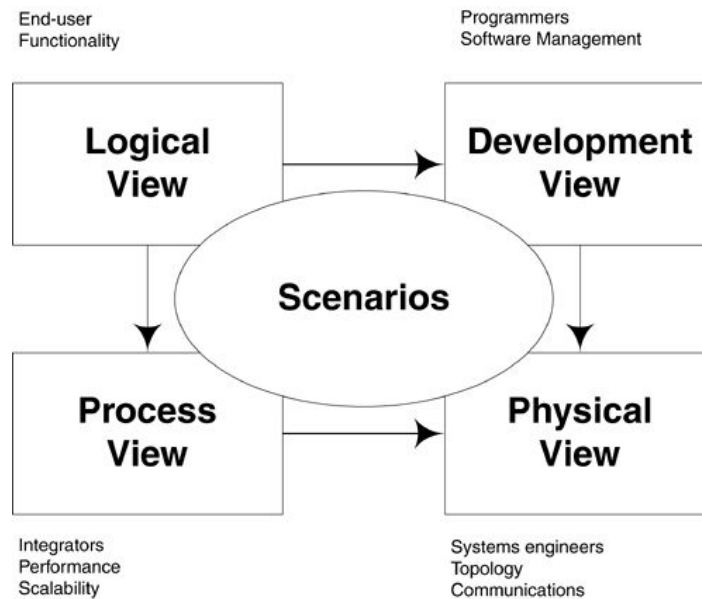 End-user
Functionality
Programmers
Software Management
Logical
View
Development
View
Scenarios
Process
View
Physical
View
Integrators
Performance
Scalability
Systems engineers
Topology
Communications